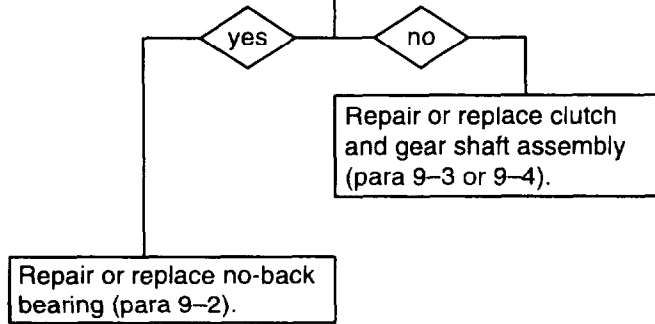 yes
no
Repair or replace clutch
and gear shaft assembly
(para 9–3 or 9–4).
Repair or replace no-back
bearing (para 9–2).